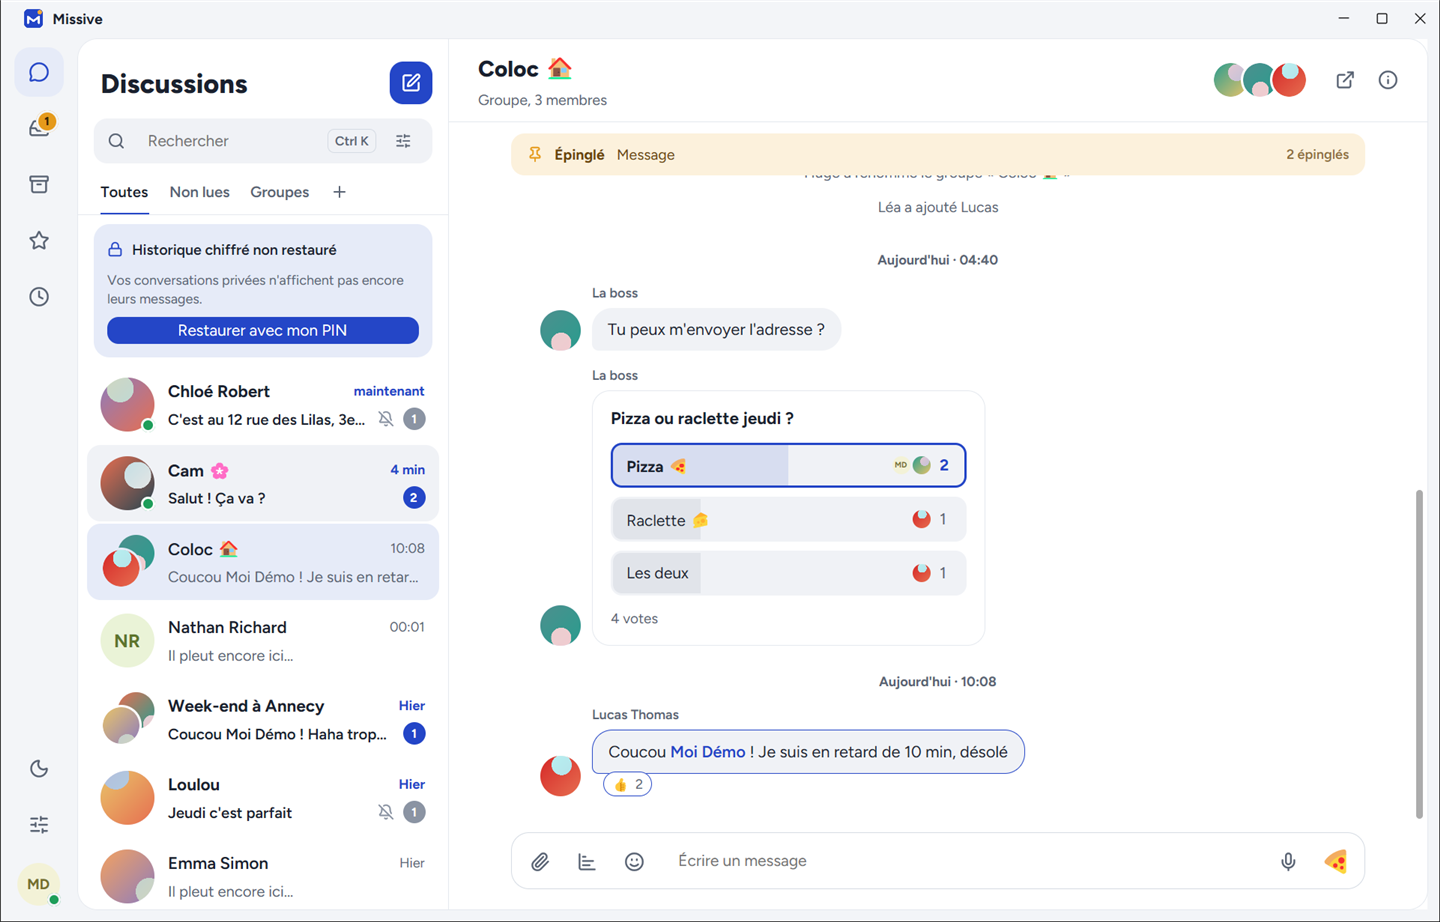 Missive
1
Discussions
Rechercher
Ctrl K
Toutes
Non lues
Groupes
Historique chiffré non restauré
Vos conversations privées n'affichent pas encore
leurs messages.
Restaurer avec mon PIN
Chloé Robert
maintenant
C'est au 12 rue des Lilas, 3e...
1
Cam
4 min
Salut ! Ça va ?
2
Coloc
10:08
Coucou Moi Démo ! Je suis en retar...
NR
Nathan Richard
00:01
Il pleut encore ici...
Week-end à Annecy
Hier
Coucou Moi Démo ! Haha trop...
1
Loulou
Hier
Jeudi c'est parfait
1
Emma Simon
Hier
Il pleut encore ici...
MD
Coloc
Groupe, 3 membres
Épinglé Message
2 épinglés
Léa a ajouté Lucas
Aujourd'hui · 04:40
La boss
Tu peux m'envoyer l'adresse ?
La boss
Pizza ou raclette jeudi ?
Pizza
MD
2
Raclette
1
Les deux
1
4 votes
Aujourd'hui · 10:08
Lucas Thomas
Coucou Moi Démo ! Je suis en retard de 10 min, désolé
2
Écrire un message